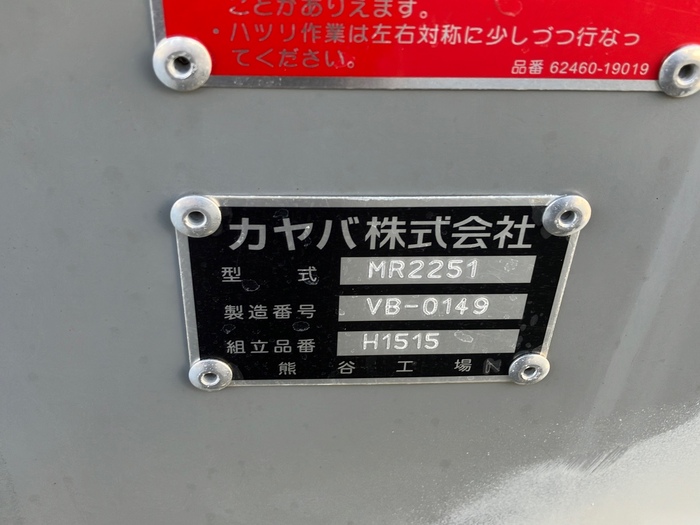 ことがありえます。
・ハツリ作業は左右対称に少しづつ行なっ
てください。
品番 62460-19019
カヤバ株式会社
型 式 MR2251
製造番号 VB-0149
組立品番 H1515
熊谷工場